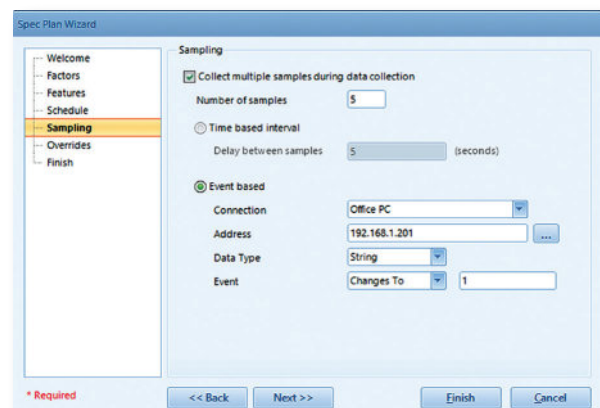 Spec Plan Wizard
Welcome
Factors
Features
Schedule
Sampling
Overrides
Finish
Sampling
Collect multiple samples during data collection
Number of samples 5
Time based interval
Delay between samples 5 (seconds)
Event based
Connection Office PC
Address 192.168.1.201 ...
Data Type String
Event Changes To 1
* Required << Back Next >> Finish Cancel